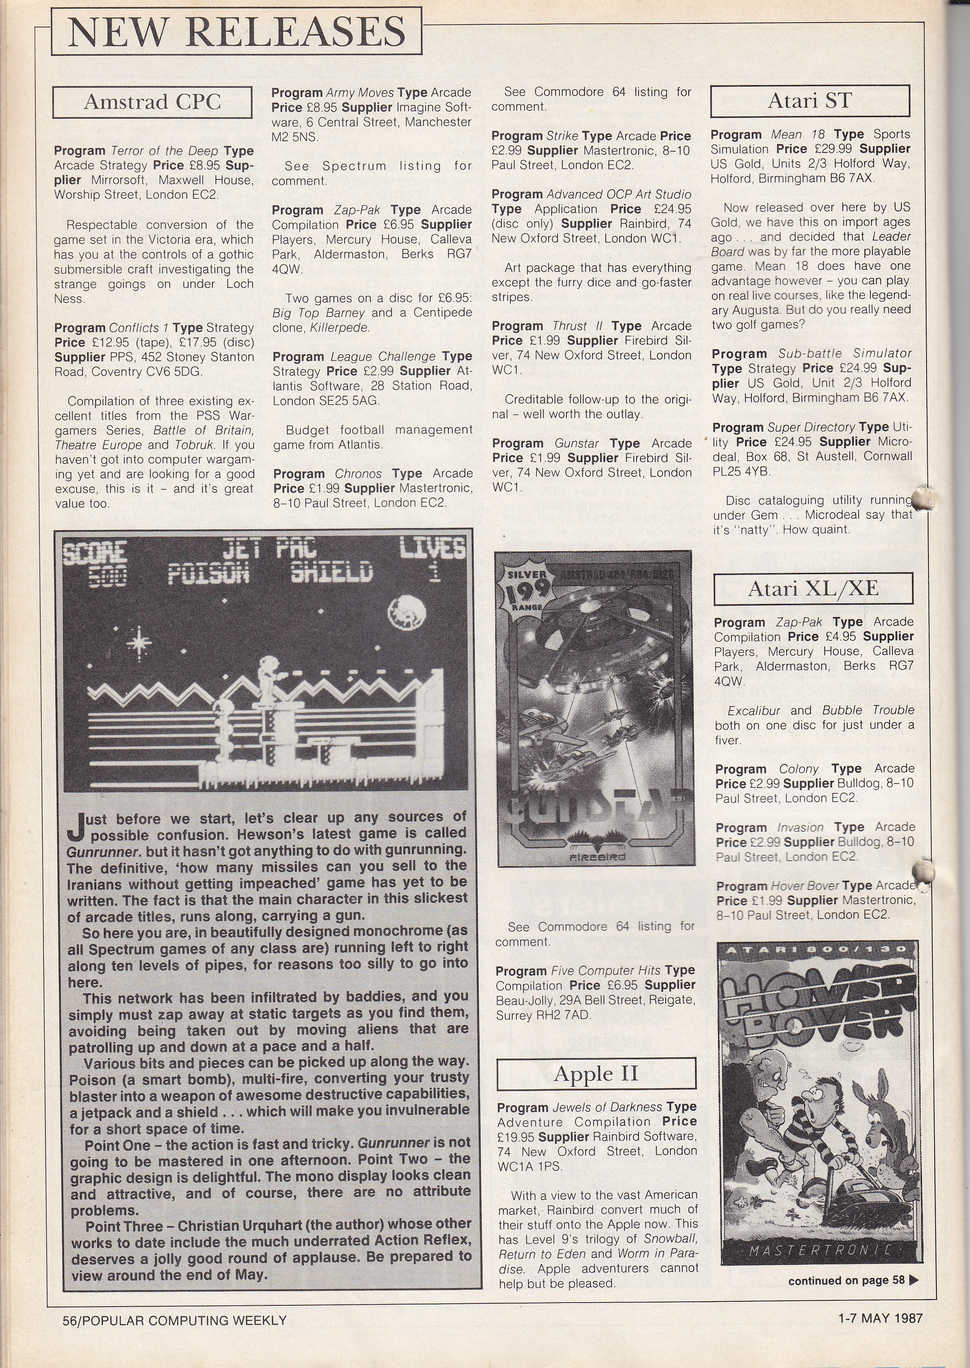 NEW RELEASES
Amstrad CPC
Program Terror of the Deep Type
Arcade Strategy Price £8.95 Sup-
plier Mirrorsoft, Maxwell House,
Worship Street, London EC2.
Respectable conversion of the
game set in the Victoria era, which
has you at the controls of a gothic
submersible craft investigating the
strange goings on under Loch
Ness.
Program Conflicts 1 Type Strategy
Price £12.95 (tape), £17.95 (disc)
Supplier PPS, 452 Stoney Stanton
Road, Coventry CV6 5DG.
Compilation of three existing ex-
cellent titles from the PSS War-
gamers Series, Battle of Britain,
Theatre Europe and Tobruk. If you
haven't got into computer wargam-
ing yet and are looking for a good
excuse, this is it – and it's great
value too.
Program Army Moves Type Arcade
Price £8.95 Supplier Imagine Soft-
ware, 6 Central Street, Manchester
M2 5NS.
See Spectrum listing for
comment.
Program Zap-Pak Type Arcade
Compilation Price £6.95 Supplier
Players, Mercury House, Calleva
Park, Aldermaston, Berks RG7
4QW.
Two games on a disc for £6.95:
Big Top Barney and a Centipede
clone, Killerpede.
Program League Challenge Type
Strategy Price £2.99 Supplier At-
lantis Software, 28 Station Road,
London SE25 5AG.
Budget football management
game from Atlantis.
Program Chronos Type Arcade
Price £1.99 Supplier Mastertronic,
8–10 Paul Street, London EC2.
SCORE JET PAC LIVES
500 POISON SHIELD 1
Just before we start, let's clear up any sources of
possible confusion. Hewson's latest game is called
Gunrunner. but it hasn't got anything to do with gunrunning.
The definitive, 'how many missiles can you sell to the
Iranians without getting impeached' game has yet to be
written. The fact is that the main character in this slickest
of arcade titles, runs along, carrying a gun.
So here you are, in beautifully designed monochrome (as
all Spectrum games of any class are) running left to right
along ten levels of pipes, for reasons too silly to go into
here.
This network has been infiltrated by baddies, and you
simply must zap away at static targets as you find them,
avoiding being taken out by moving aliens that are
patrolling up and down at a pace and a half.
Various bits and pieces can be picked up along the way.
Poison (a smart bomb), multi-fire, converting your trusty
blaster into a weapon of awesome destructive capabilities,
a jetpack and a shield . . . which will make you invulnerable
for a short space of time.
Point One – the action is fast and tricky. Gunrunner is not
going to be mastered in one afternoon. Point Two – the
graphic design is delightful. The mono display looks clean
and attractive, and of course, there are no attribute
problems.
Point Three – Christian Urquhart (the author) whose other
works to date include the much underrated Action Reflex,
deserves a jolly good round of applause. Be prepared to
view around the end of May.
See Commodore 64 listing for
comment.
Program Strike Type Arcade Price
£2.99 Supplier Mastertronic, 8–10
Paul Street, London EC2.
Program Advanced OCP Art Studio
Type Application Price £24.95
(disc only) Supplier Rainbird, 74
New Oxford Street, London WC1.
Art package that has everything
except the furry dice and go-faster
stripes.
Program Thrust II Type Arcade
Price £1.99 Supplier Firebird Sil-
ver, 74 New Oxford Street, London
WC1.
Creditable follow-up to the origi-
nal – well worth the outlay.
Program Gunstar Type Arcade
Price £1.99 Supplier Firebird Sil-
ver, 74 New Oxford Street, London
WC1.
SILVER
199
RANGE
GUNSTAR
FIREBIRD
See Commodore 64 listing for
comment.
Program Five Computer Hits Type
Compilation Price £6.95 Supplier
Beau-Jolly, 29A Bell Street, Reigate,
Surrey RH2 7AD.
Apple II
Program Jewels of Darkness Type
Adventure Compilation Price
£19.95 Supplier Rainbird Software,
74 New Oxford Street, London
WC1A 1PS.
With a view to the vast American
market, Rainbird convert much of
their stuff onto the Apple now. This
has Level 9's trilogy of Snowball,
Return to Eden and Worm in Para-
dise. Apple adventurers cannot
help but be pleased.
Atari ST
Program Mean 18 Type Sports
Simulation Price £29.99 Supplier
US Gold, Units 2/3 Holford Way,
Holford, Birmingham B6 7AX.
Now released over here by US
Gold, we have this on import ages
ago . . . and decided that Leader
Board was by far the more playable
game. Mean 18 does have one
advantage however – you can play
on real live courses, like the legend-
ary Augusta. But do you really need
two golf games?
Program Sub-battle Simulator
Type Strategy Price £24.99 Sup-
plier US Gold, Unit 2/3 Holford
Way, Holford, Birmingham B6 7AX.
Program Super Directory Type Uti-
lity Price £24.95 Supplier Micro-
deal, Box 68, St Austell, Cornwall
PL25 4YB.
Disc cataloguing utility running
under Gem . . . Microdeal say that
it's "natty". How quaint.
Atari XL/XE
Program Zap-Pak Type Arcade
Compilation Price £4.95 Supplier
Players, Mercury House, Calleva
Park, Aldermaston, Berks RG7
4QW.
Excalibur and Bubble Trouble
both on one disc for just under a
fiver.
Program Colony Type Arcade
Price £2.99 Supplier Bulldog, 8–10
Paul Street, London EC2.
Program Invasion Type Arcade
Price £2.99 Supplier Bulldog, 8–10
Paul Street, London EC2.
Program Hover Bover Type Arcade
Price £1.99 Supplier Mastertronic,
8–10 Paul Street, London EC2.
ATARI 800/130
HOVER
BOVER
MASTERTRONIC
continued on page 58 ▶
56/POPULAR COMPUTING WEEKLY
1-7 MAY 1987